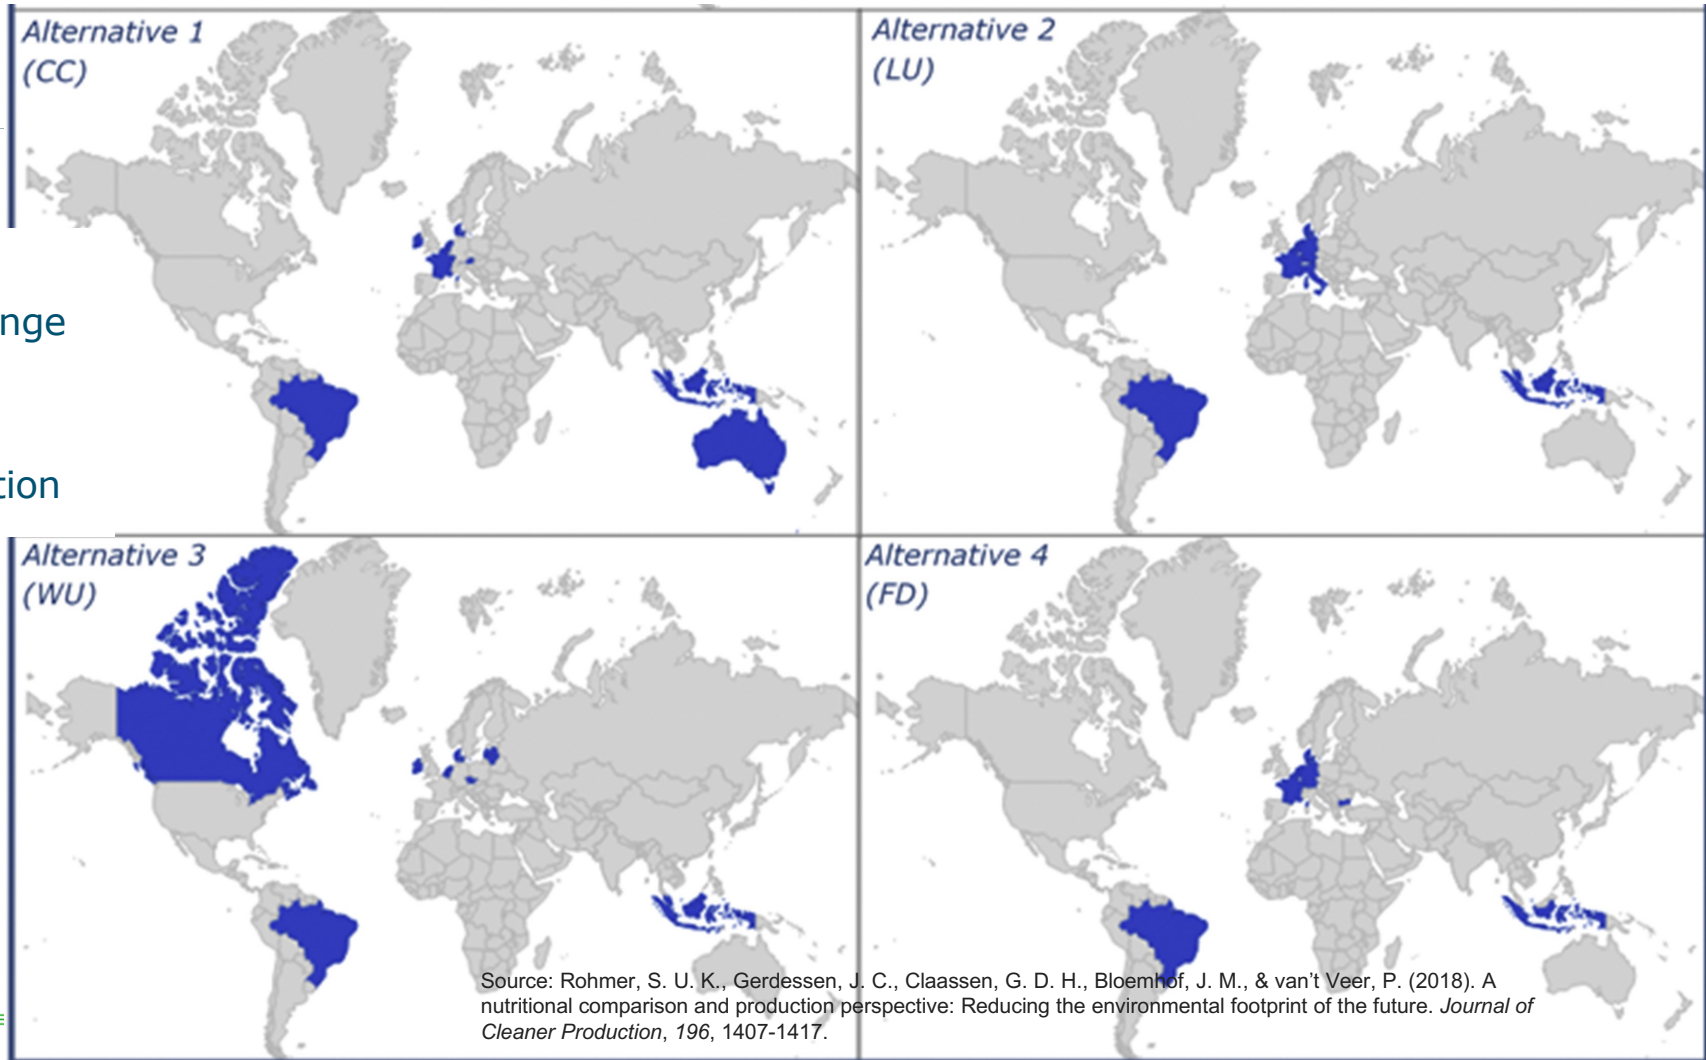 Alternative 1
(CC)
Alternative 2
(LU)
nge
tion
Alternative 3
(WU)
Alternative 4
(FD)
Source: Rohmer, S. U. K., Gerdessen, J. C., Claassen, G. D. H., Bloemhof, J. M., & van’t Veer, P. (2018). A
nutritional comparison and production perspective: Reducing the environmental footprint of the future. Journal of
Cleaner Production, 196, 1407-1417.